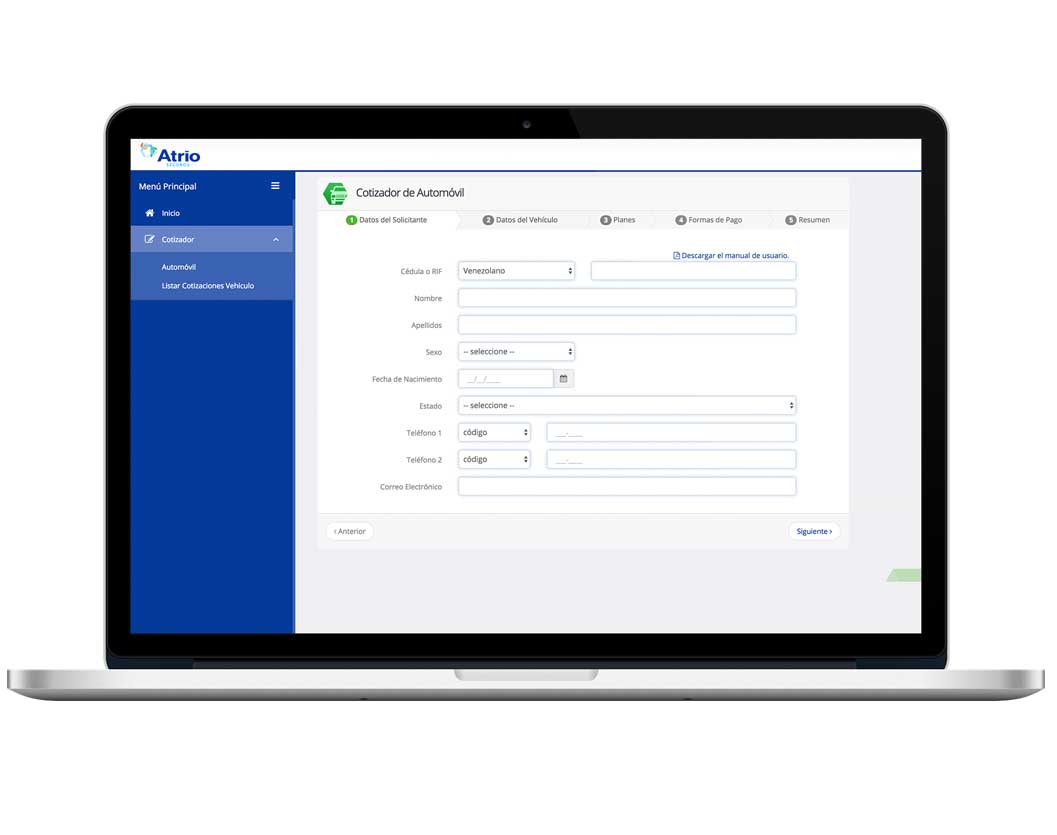 Atrio
SEGUROS
Menú Principal
Inicio
Cotizador
Automóvil
Listar Cotizaciones Vehículo
Cotizador de Automóvil
1 Datos del Solicitante
2 Datos del Vehículo
3 Planes
4 Formas de Pago
5 Resumen
Descargar el manual de usuario.
Cédula o RIF Venezolano
Nombre
Apellidos
Sexo -- seleccione --
Fecha de Nacimiento __/__/____
Estado -- seleccione --
Teléfono 1 código ___-____
Teléfono 2 código ___-____
Correo Electrónico
‹ Anterior
Siguiente ›